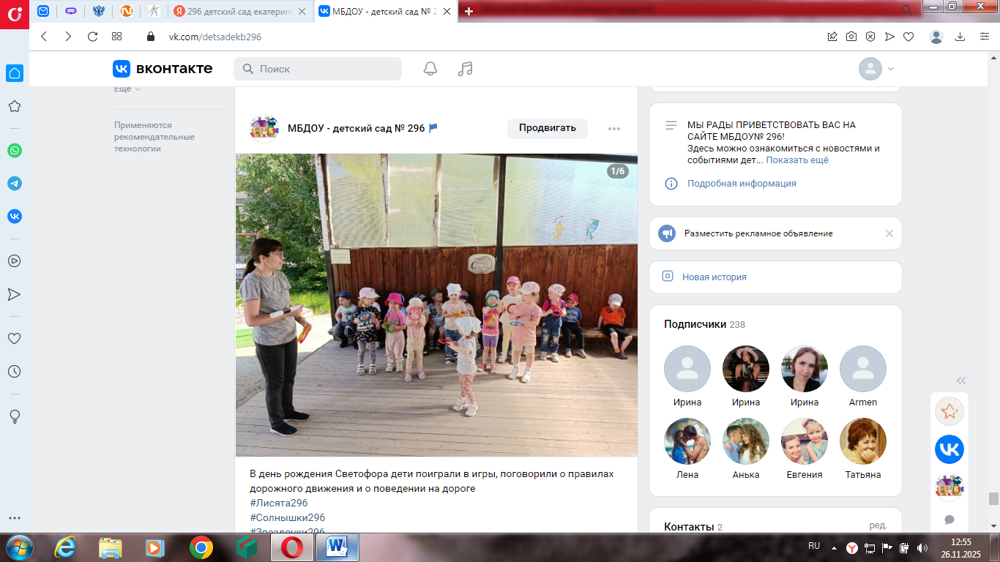 296 детский сад екатеринб
МБДОУ - детский сад № 2
vk.com/detsadekb296
вконтакте
Поиск
Ещё
Применяются
рекомендательные
технологии
МБДОУ - детский сад № 296
Продвигать
1/6
В день рождения Светофора дети поиграли в игры, поговорили о правилах
дорожного движения и о поведении на дороге
#Лисята296
#Солнышки296
#Звездочки296
МЫ РАДЫ ПРИВЕТСТВОВАТЬ ВАС НА
САЙТЕ МБДОУ№ 296!
Здесь можно ознакомиться с новостями и
событиями дет... Показать ещё
Подробная информация
Разместить рекламное объявление
Новая история
Подписчики 238
Ирина
Ирина
Ирина
Armen
Лена
Анька
Евгения
Татьяна
Контакты 2
ред.
RU
12:55
26.11.2025